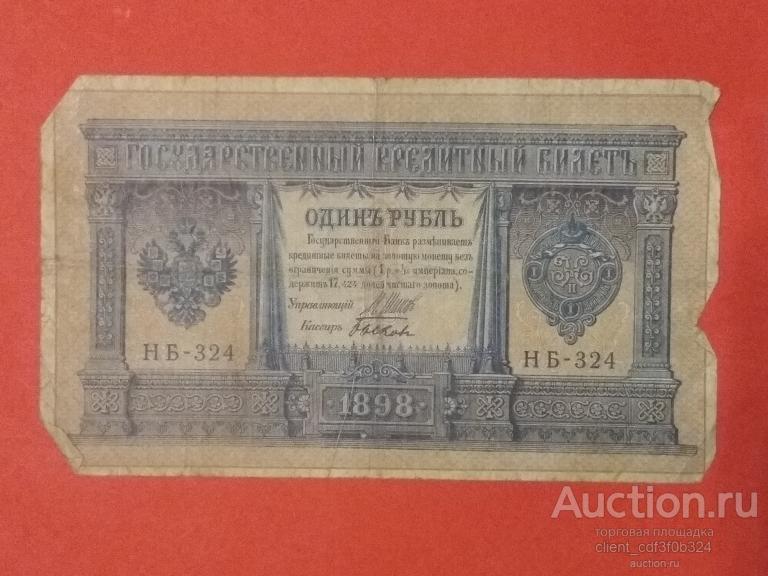 ГОСУДАРСТВЕННЫЙ КРЕДИТНЫЙ БИЛЕТЪ
ОДИНЪ РУБЛЬ
Государственный Банкъ размѣниваетъ
кредитные билеты на золотую монету безъ
ограниченія суммы (1 р. = 1/15 имперіала, со-
держитъ 17,424 долей чистаго золота).
Управляющій
Кассиръ
НБ-324
НБ-324
1898
Auction.ru
торговая площадка
client_cdf3f0b324
auction.ru